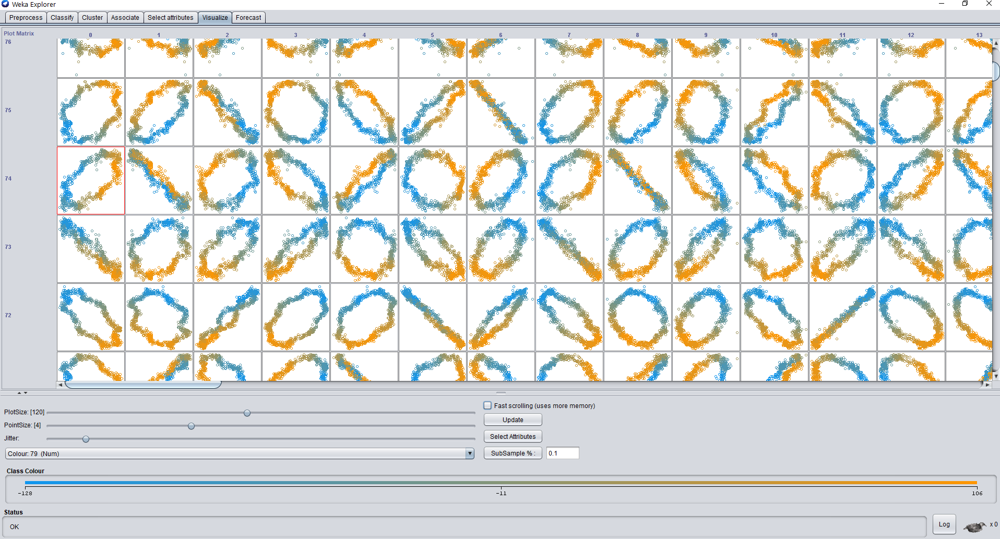 Weka Explorer
Preprocess Classify Cluster Associate Select attributes Visualize Forecast
Plot Matrix 0 1 2 3 4 5 6 7 8 9 10 11 12 13
76
75
74
73
72
PlotSize: [120]
PointSize: [4]
Jitter:
Colour: 79 (Num)
Fast scrolling (uses more memory)
Update
Select Attributes
SubSample % : 0.1
Class Colour
-128 -11 106
Status
OK
Log x 0